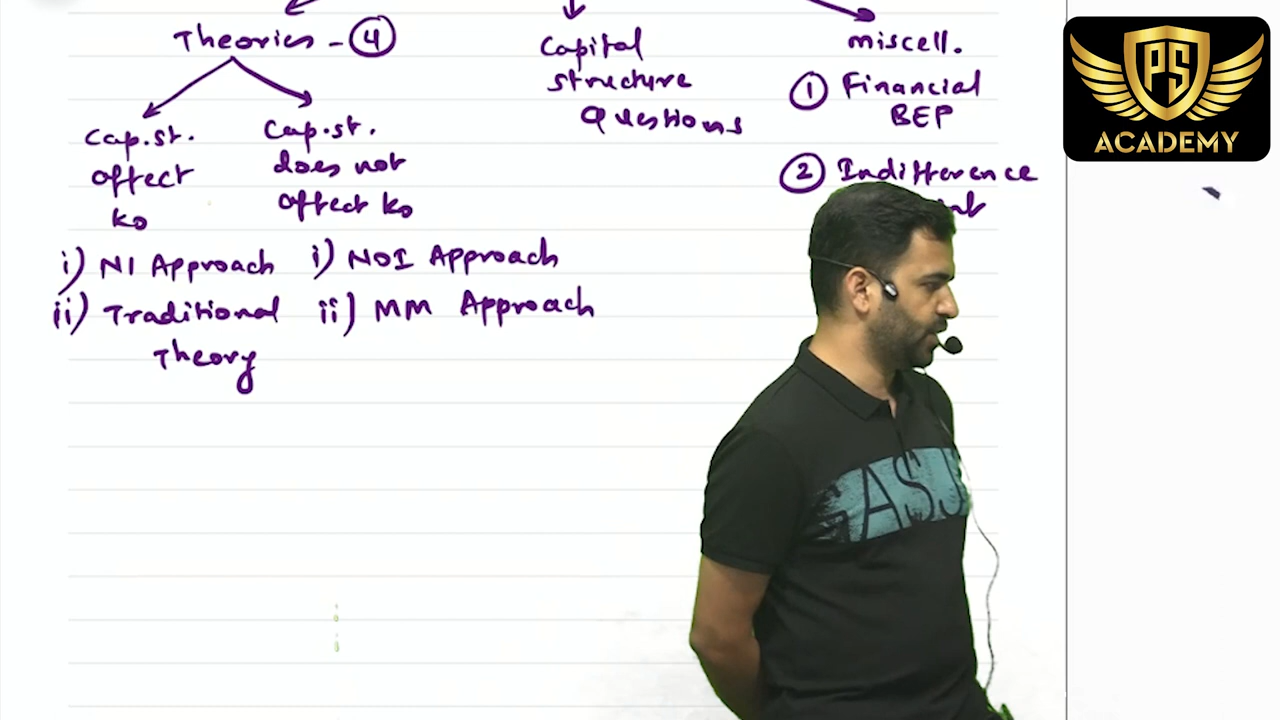 Theories - 4
Cap.st.
affect
ko
Cap.st.
does not
affect ko
i) NI Approach
ii) Traditional
Theory
i) NOI Approach
ii) MM Approach
Capital
structure
Questions
miscell.
1 Financial
BEP
2 Indifference
PS
ACADEMY